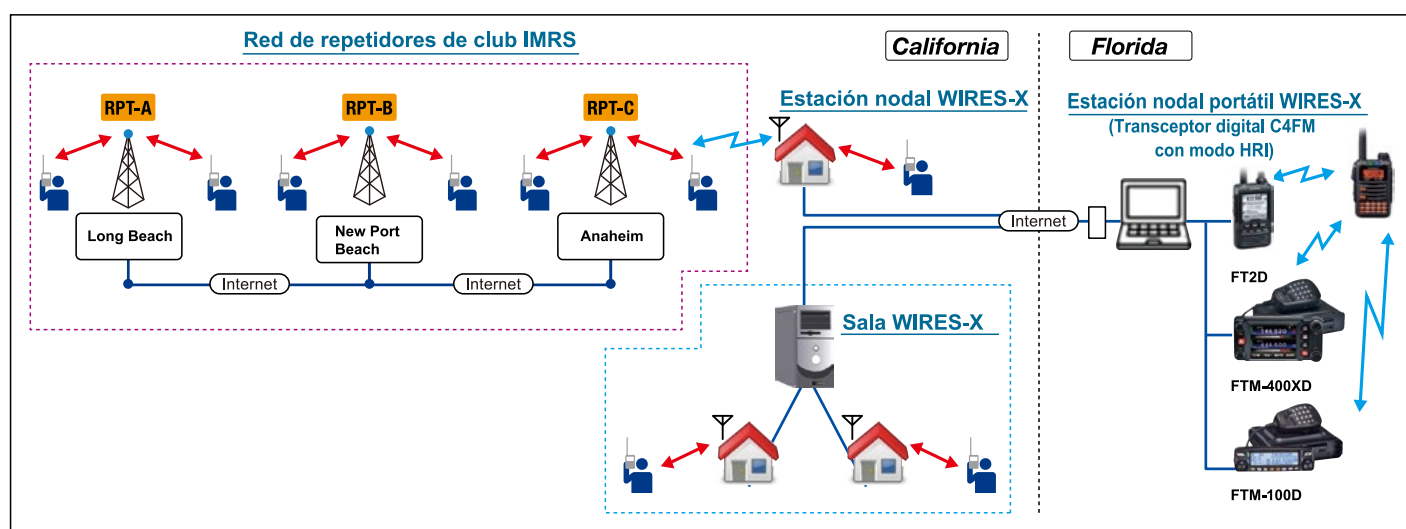 Red de repetidores de club IMRS
California
Florida
RPT-A
RPT-B
RPT-C
Estación nodal WIRES-X
Estación nodal portátil WIRES-X
(Transceptor digital C4FM
con modo HRI)
Long Beach
New Port
Beach
Anaheim
Internet
Internet
Internet
FT2D
Sala WIRES-X
FTM-400XD
FTM-100D